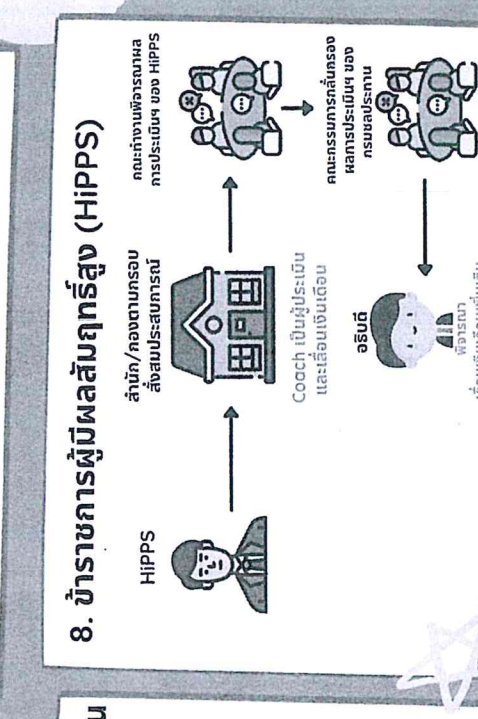 8. ข้าราชการผู้มีผลสัมฤทธิ์สูง (HiPPS)
HiPPS
สำนัก/กองตามกรอบ
สั่งสมประสบการณ์
Coach เป็นผู้ประเมิน
และเลื่อนเงินเดือน
คณะทำงานพิจารณาผล
การประเมินฯ ของ HiPPS
คณะกรรมการกลั่นกรอง
ผลการประเมินฯ ของ
กรมชลประทาน
อธิบดี
พิจารณา
น